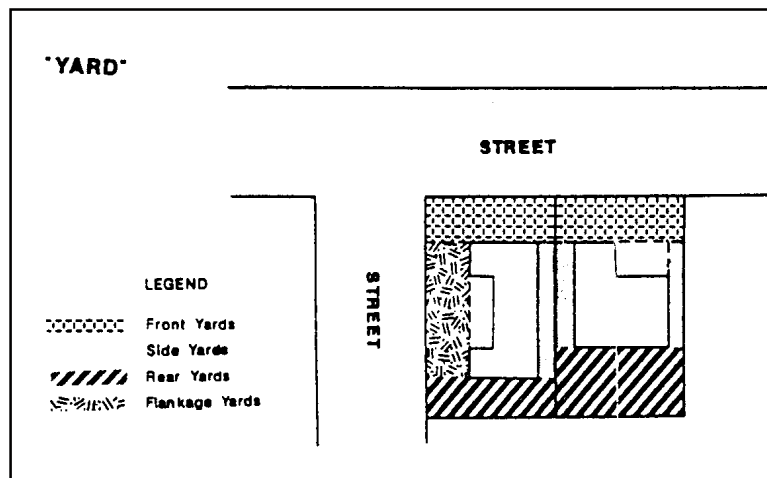 "YARD"
STREET
STREET
LEGEND
Front Yards
Side Yards
Rear Yards
Flankage Yards